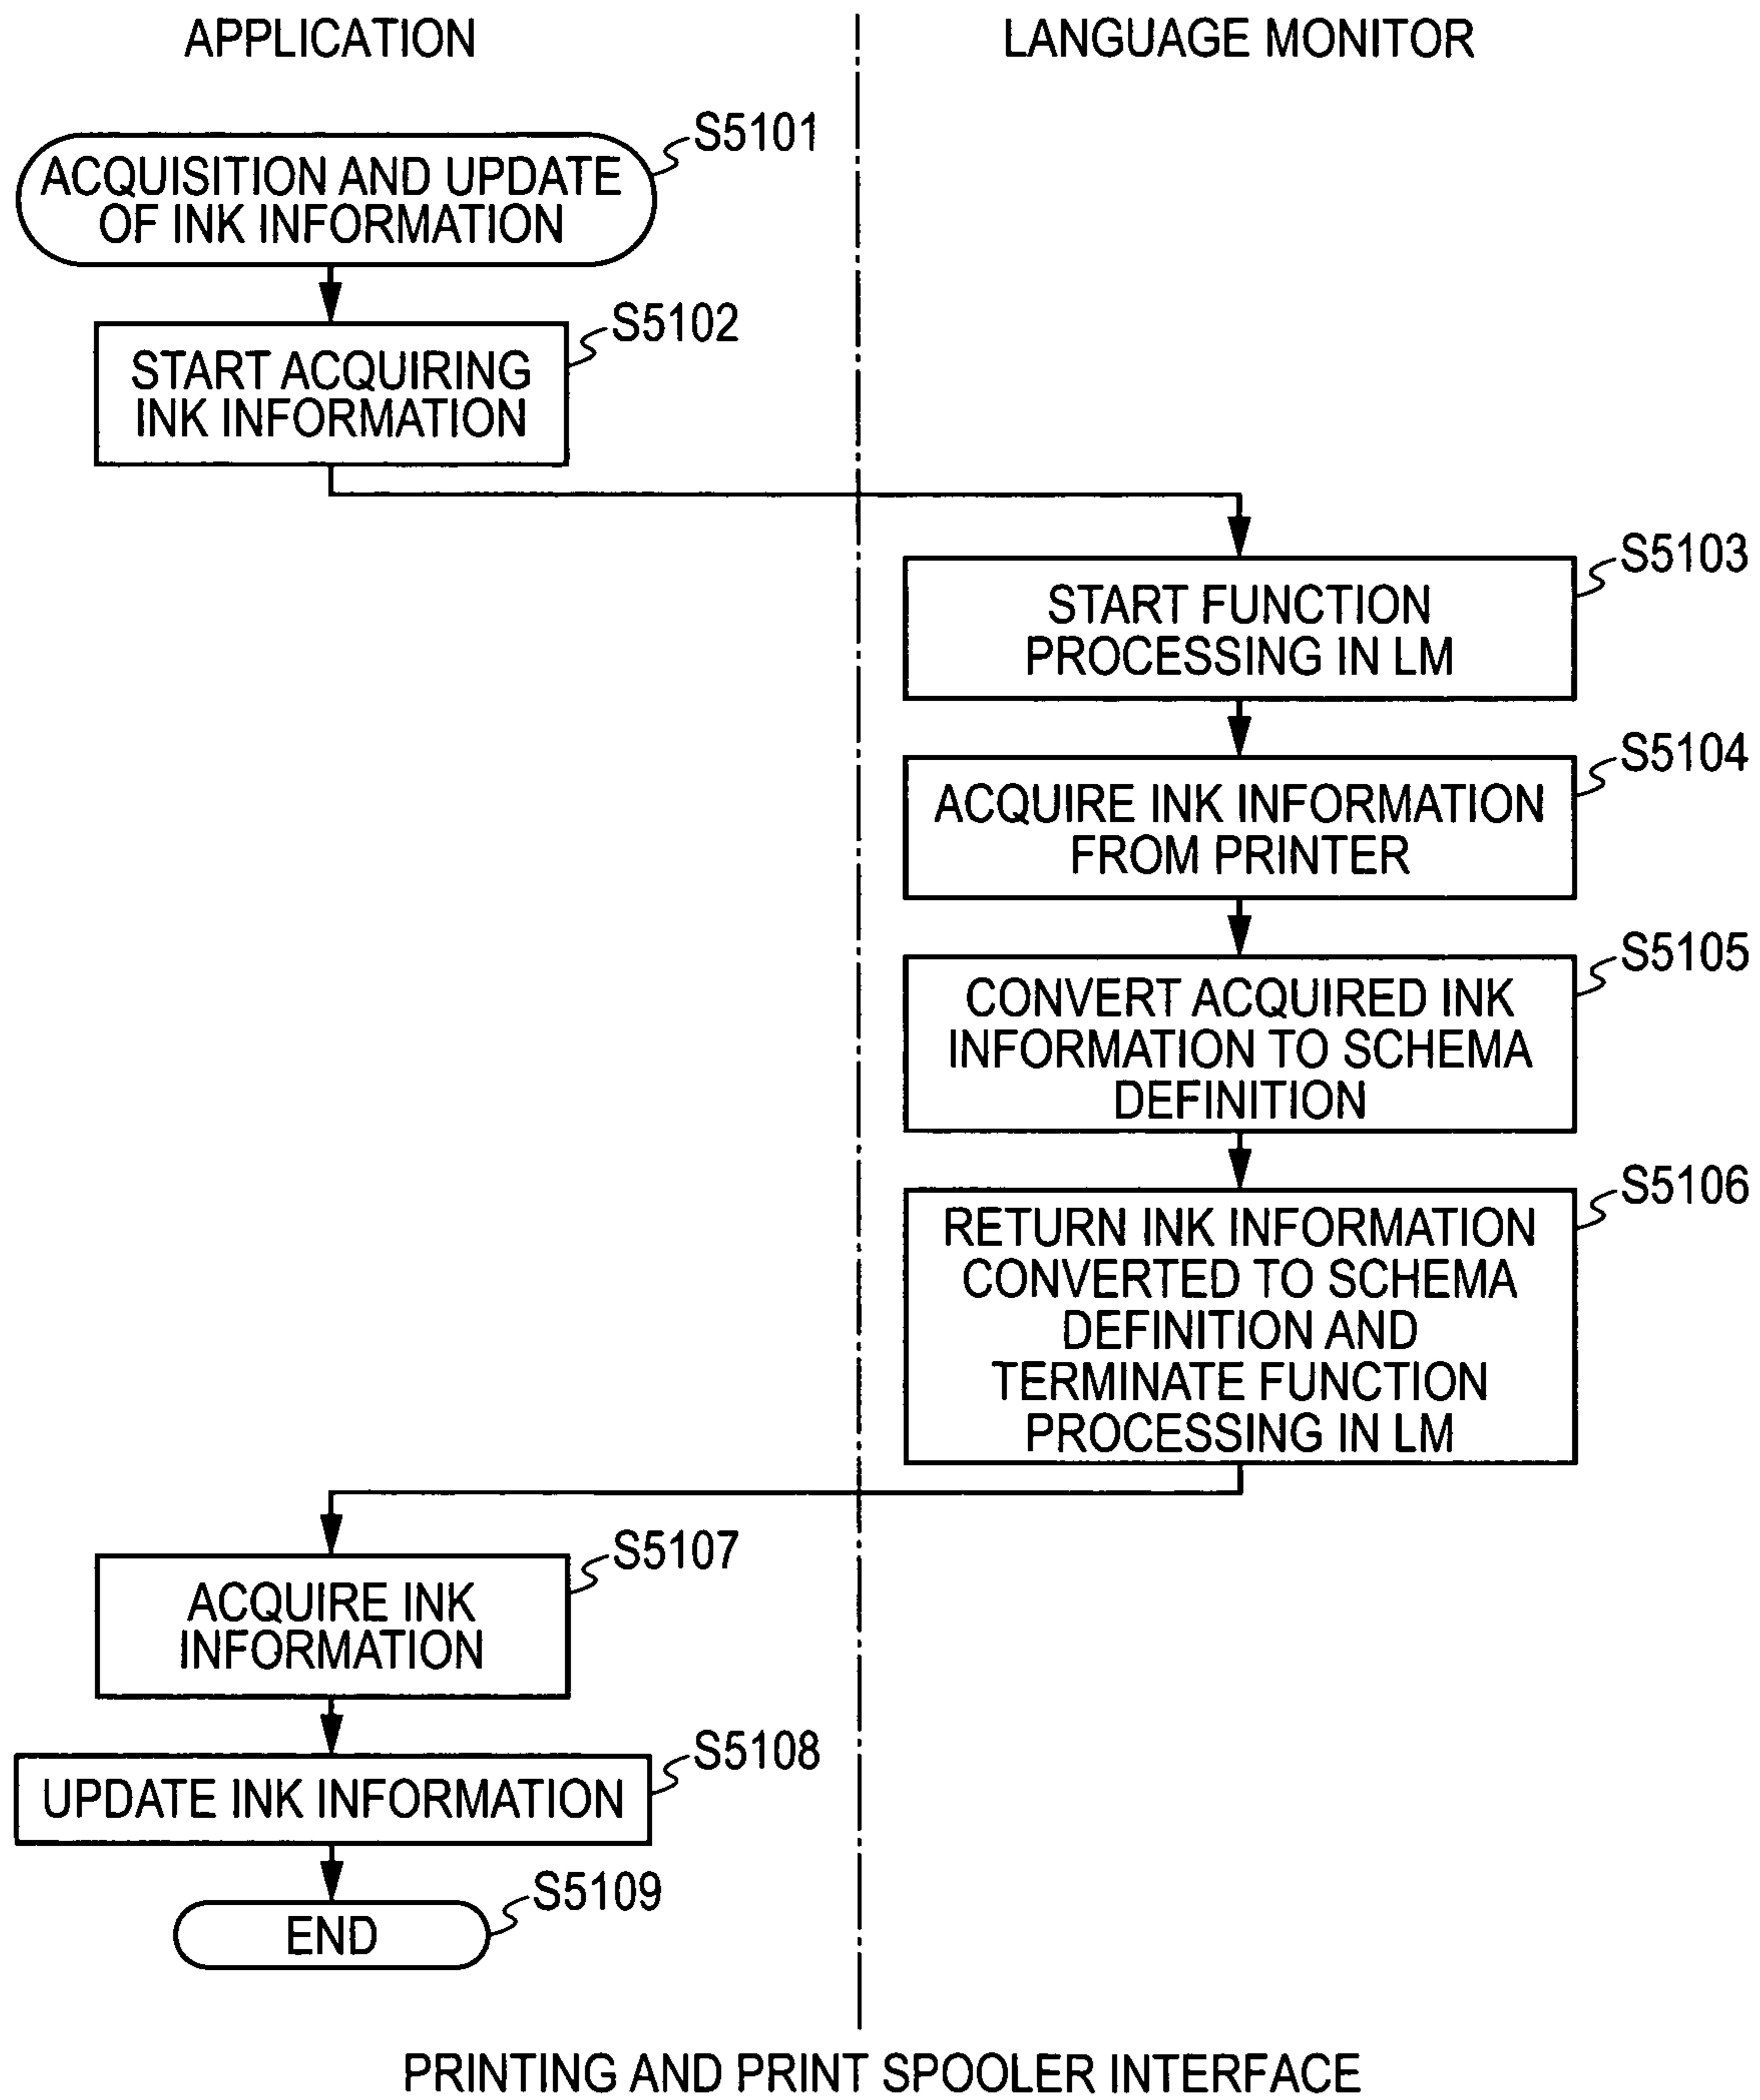 APPLICATION
LANGUAGE MONITOR
S5101
ACQUISITION AND UPDATE
OF INK INFORMATION
S5102
START ACQUIRING
INK INFORMATION
S5103
START FUNCTION
PROCESSING IN LM
S5104
ACQUIRE INK INFORMATION
FROM PRINTER
S5105
CONVERT ACQUIRED INK
INFORMATION TO SCHEMA
DEFINITION
S5106
RETURN INK INFORMATION
CONVERTED TO SCHEMA
DEFINITION AND
TERMINATE FUNCTION
PROCESSING IN LM
S5107
ACQUIRE INK
INFORMATION
S5108
UPDATE INK INFORMATION
S5109
END
PRINTING AND PRINT SPOOLER INTERFACE